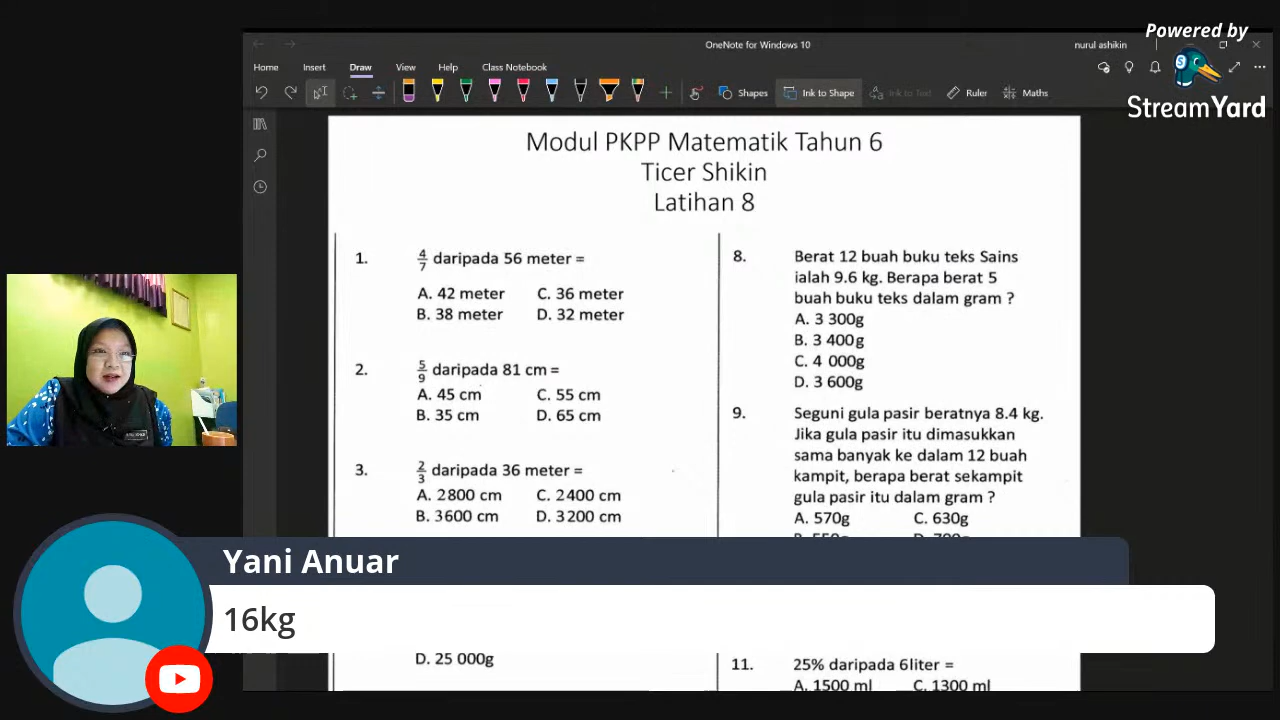 Powered by
StreamYard
OneNote for Windows 10
nurul ashikin
Home Insert Draw View Help Class Notebook
Shapes Ink to Shape Ink to Text Ruler Maths
Modul PKPP Matematik Tahun 6
Ticer Shikin
Latihan 8
1. 4/7 daripada 56 meter =
A. 42 meter C. 36 meter
B. 38 meter D. 32 meter
2. 5/9 daripada 81 cm =
A. 45 cm C. 55 cm
B. 35 cm D. 65 cm
3. 2/3 daripada 36 meter =
A. 2800 cm C. 2400 cm
B. 3600 cm D. 3200 cm
D. 25 000g
8. Berat 12 buah buku teks Sains
ialah 9.6 kg. Berapa berat 5
buah buku teks dalam gram ?
A. 3 300g
B. 3 400g
C. 4 000g
D. 3 600g
9. Seguni gula pasir beratnya 8.4 kg.
Jika gula pasir itu dimasukkan
sama banyak ke dalam 12 buah
kampit, berapa berat sekampit
gula pasir itu dalam gram ?
A. 570g C. 630g
11. 25% daripada 6liter =
A. 1500 ml C. 1300 ml
Yani Anuar
16kg